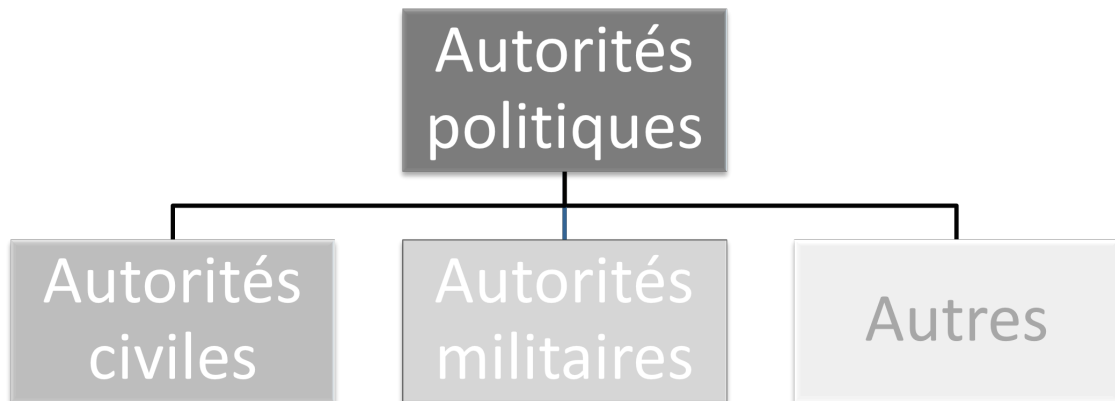 Autorités
politiques
Autorités
civiles
Autorités
militaires
Autres